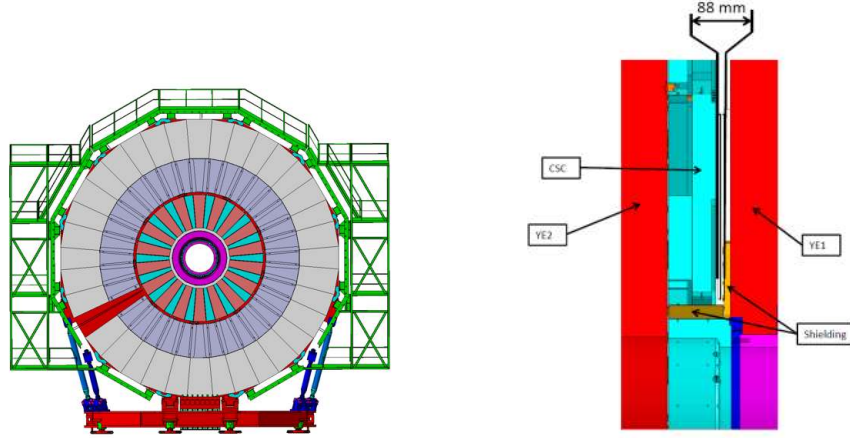 88 mm
CSC
YE2
YE1
Shielding